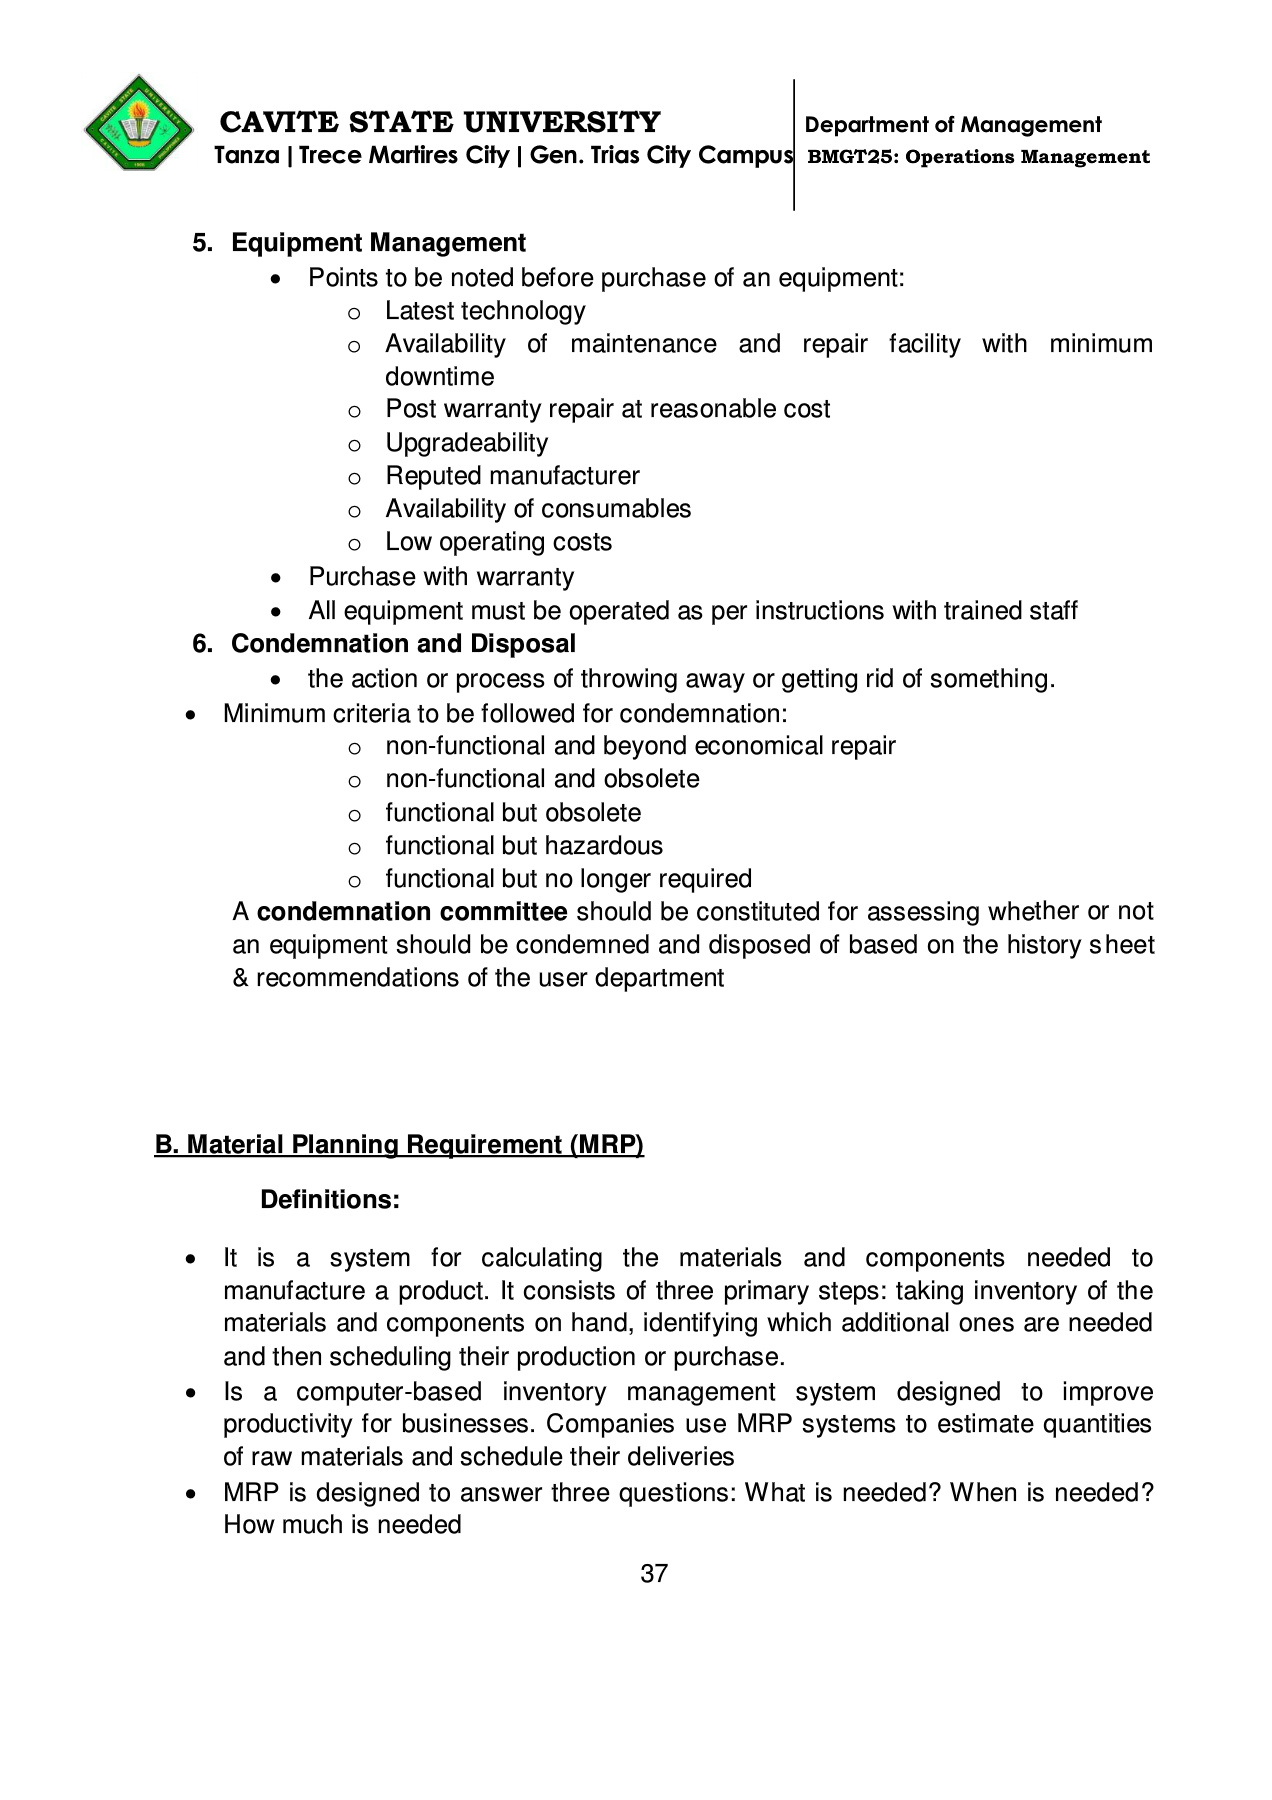 CAVITE STATE UNIVERSITY
Tanza | Trece Martires City | Gen. Trias City Campus
Department of Management
BMGT25: Operations Management
5. Equipment Management
• Points to be noted before purchase of an equipment:
o Latest technology
o Availability of maintenance and repair facility with minimum
downtime
o Post warranty repair at reasonable cost
o Upgradeability
o Reputed manufacturer
o Availability of consumables
o Low operating costs
• Purchase with warranty
• All equipment must be operated as per instructions with trained staff
6. Condemnation and Disposal
• the action or process of throwing away or getting rid of something.
• Minimum criteria to be followed for condemnation:
o non-functional and beyond economical repair
o non-functional and obsolete
o functional but obsolete
o functional but hazardous
o functional but no longer required
A condemnation committee should be constituted for assessing whether or not
an equipment should be condemned and disposed of based on the history sheet
& recommendations of the user department
B. Material Planning Requirement (MRP)
Definitions:
• It is a system for calculating the materials and components needed to
manufacture a product. It consists of three primary steps: taking inventory of the
materials and components on hand, identifying which additional ones are needed
and then scheduling their production or purchase.
• Is a computer-based inventory management system designed to improve
productivity for businesses. Companies use MRP systems to estimate quantities
of raw materials and schedule their deliveries
• MRP is designed to answer three questions: What is needed? When is needed?
How much is needed
37